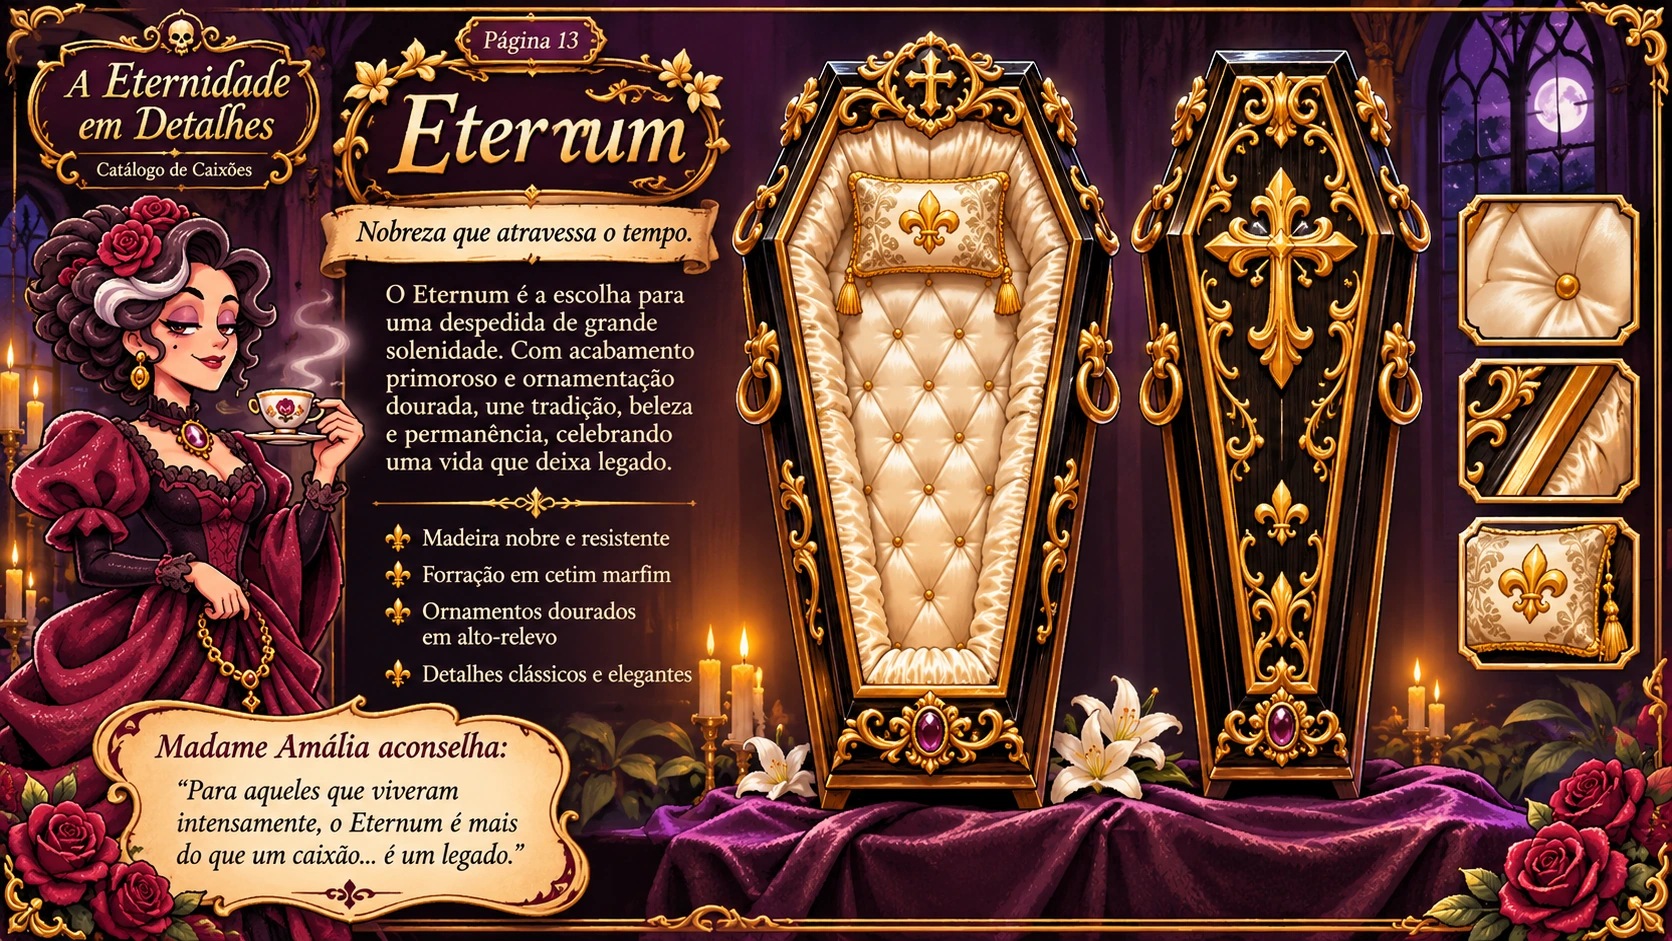 A Eternidade
em Detalhes
Catálogo de Caixões
Página 13
Eternum
Nobreza que atravessa o tempo.
O Eternum é a escolha para
uma despedida de grande
solenidade. Com acabamento
primoroso e ornamentação
dourada, une tradição, beleza
e permanência, celebrando
uma vida que deixa legado.
Madeira nobre e resistente
Forração em cetim marfim
Ornamentos dourados
em alto-relevo
Detalhes clássicos e elegantes
Madame Amália aconselha:
“Para aqueles que viveram
intensamente, o Eternum é mais
do que um caixão... é um legado.”